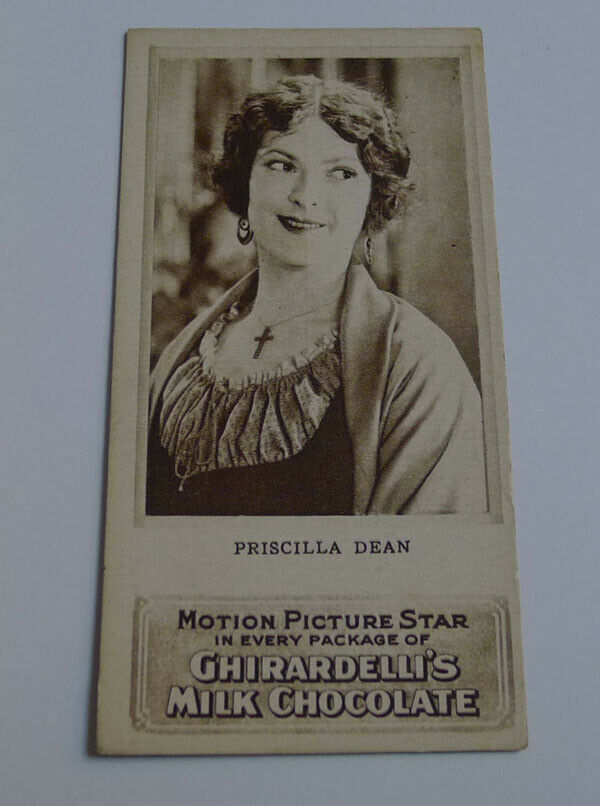 PRISCILLA DEAN
MOTION PICTURE STAR
IN EVERY PACKAGE OF
GHIRARDELLI'S
MILK CHOCOLATE